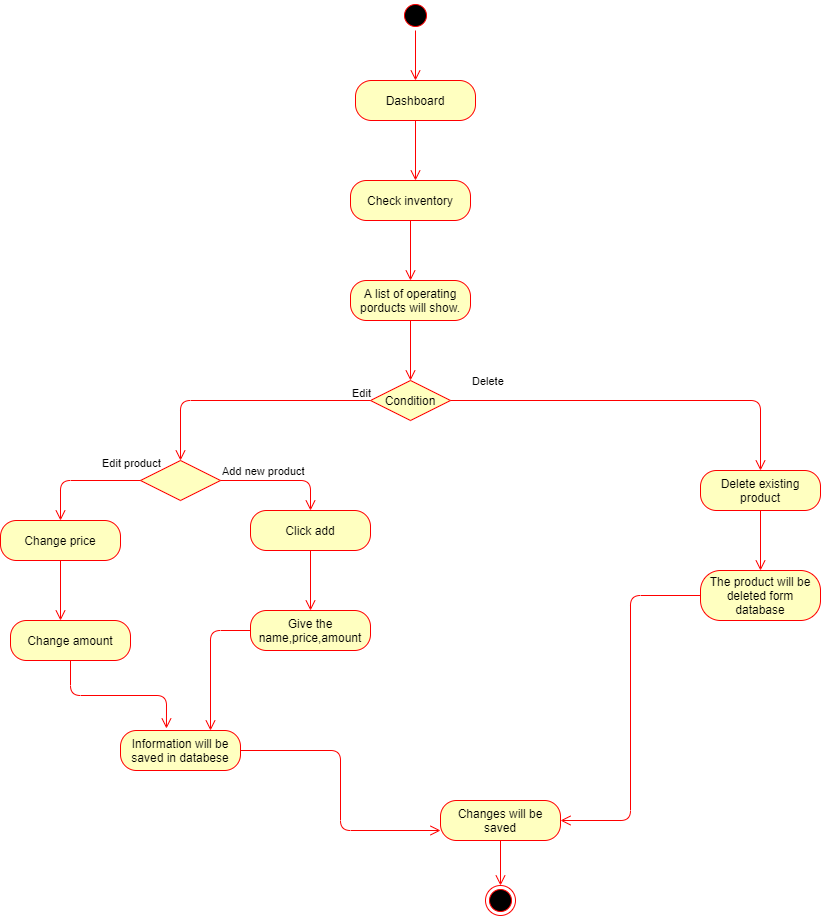 Dashboard
Check inventory
A list of operating
porducts will show.
Condition
Edit
Delete
Edit product
Add new product
Delete existing
product
Change price
Click add
The product will be
deleted form
database
Change amount
Give the
name,price,amount
Information will be
saved in databese
Changes will be
saved